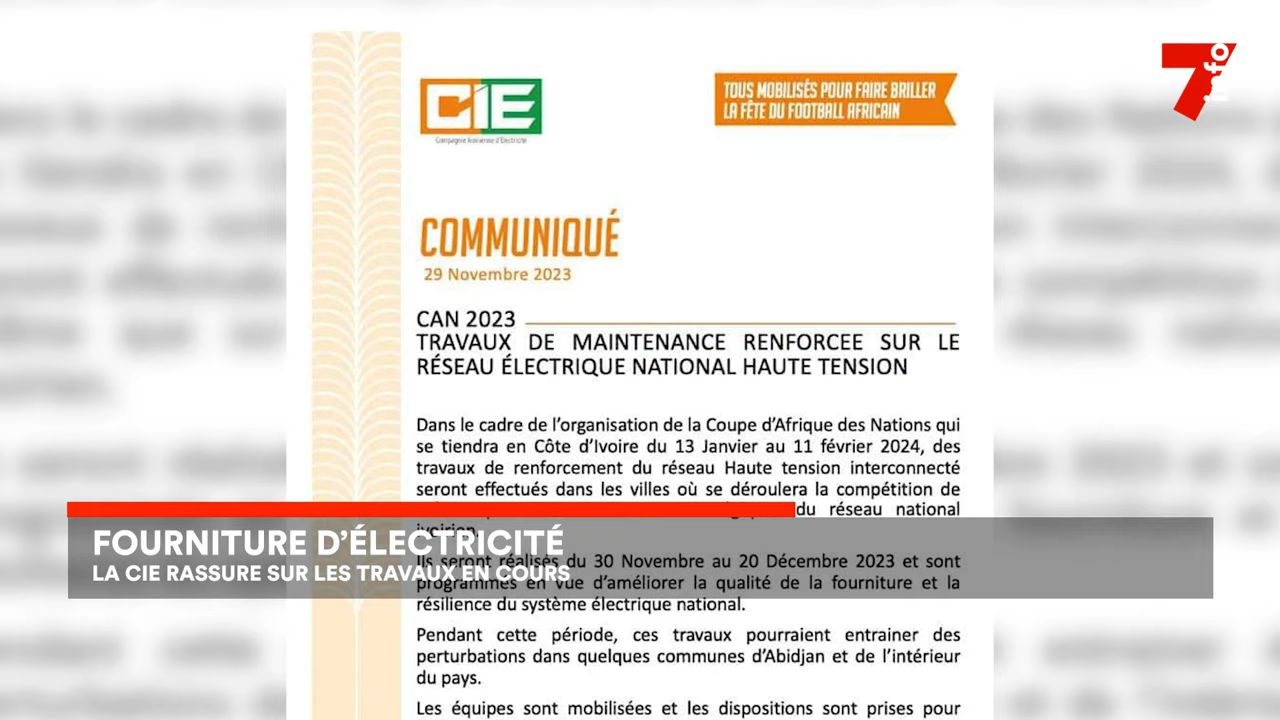 7info
CIE
Compagnie Ivoirienne d'Electricité
TOUS MOBILISÉS POUR FAIRE BRILLER
LA FÊTE DU FOOTBALL AFRICAIN
COMMUNIQUÉ
29 Novembre 2023
CAN 2023
TRAVAUX DE MAINTENANCE RENFORCEE SUR LE
RÉSEAU ÉLECTRIQUE NATIONAL HAUTE TENSION
Dans le cadre de l'organisation de la Coupe d'Afrique des Nations qui
se tiendra en Côte d'Ivoire du 13 Janvier au 11 février 2024, des
travaux de renforcement du réseau Haute tension interconnecté
seront effectués dans les villes où se déroulera la compétition de
du réseau national
ivoirien.
FOURNITURE D'ÉLECTRICITÉ
LA CIE RASSURE SUR LES TRAVAUX EN COURS
Ils seront réalisés du 30 Novembre au 20 Décembre 2023 et sont
programmés en vue d'améliorer la qualité de la fourniture et la
résilience du système électrique national.
Pendant cette période, ces travaux pourraient entrainer des
perturbations dans quelques communes d'Abidjan et de l'intérieur
du pays.
Les équipes sont mobilisées et les dispositions sont prises pour